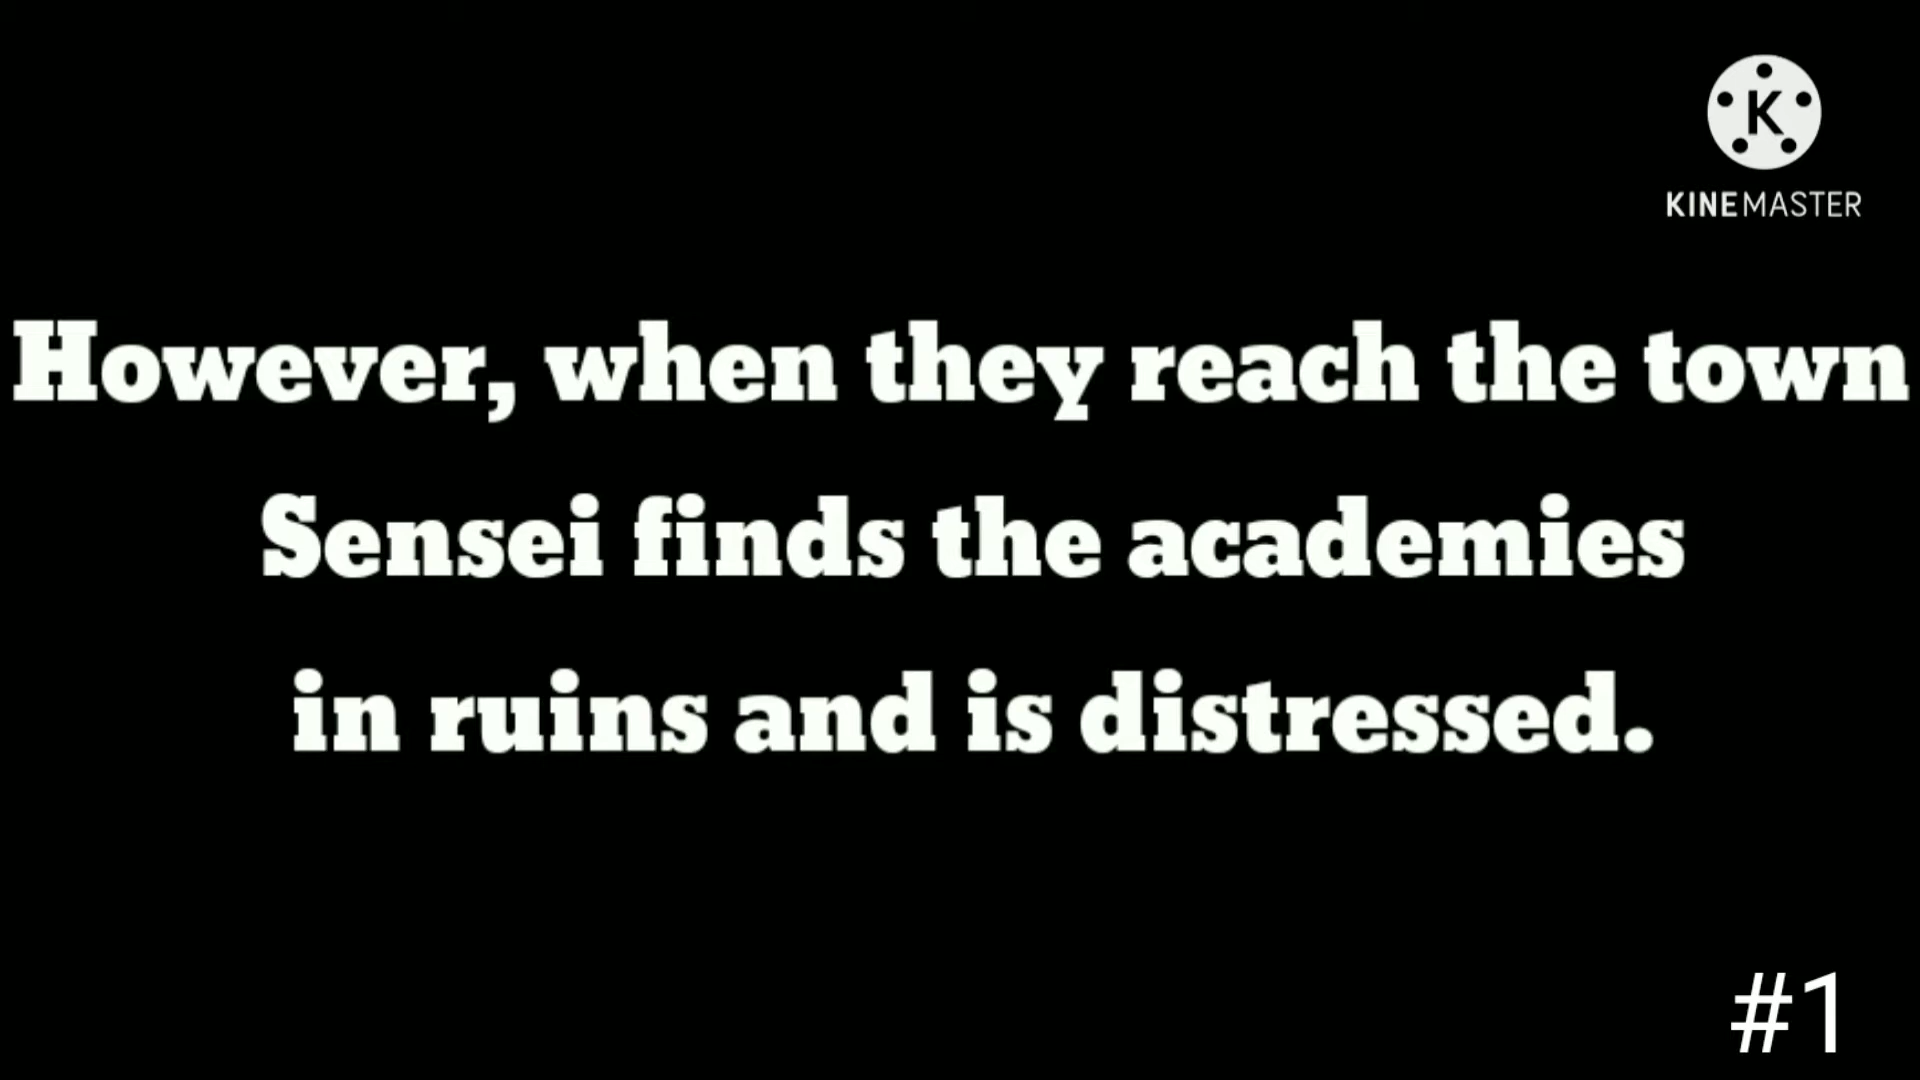 K
KINEMASTER
However, when they reach the town
Sensei finds the academies
in ruins and is distressed.
#1